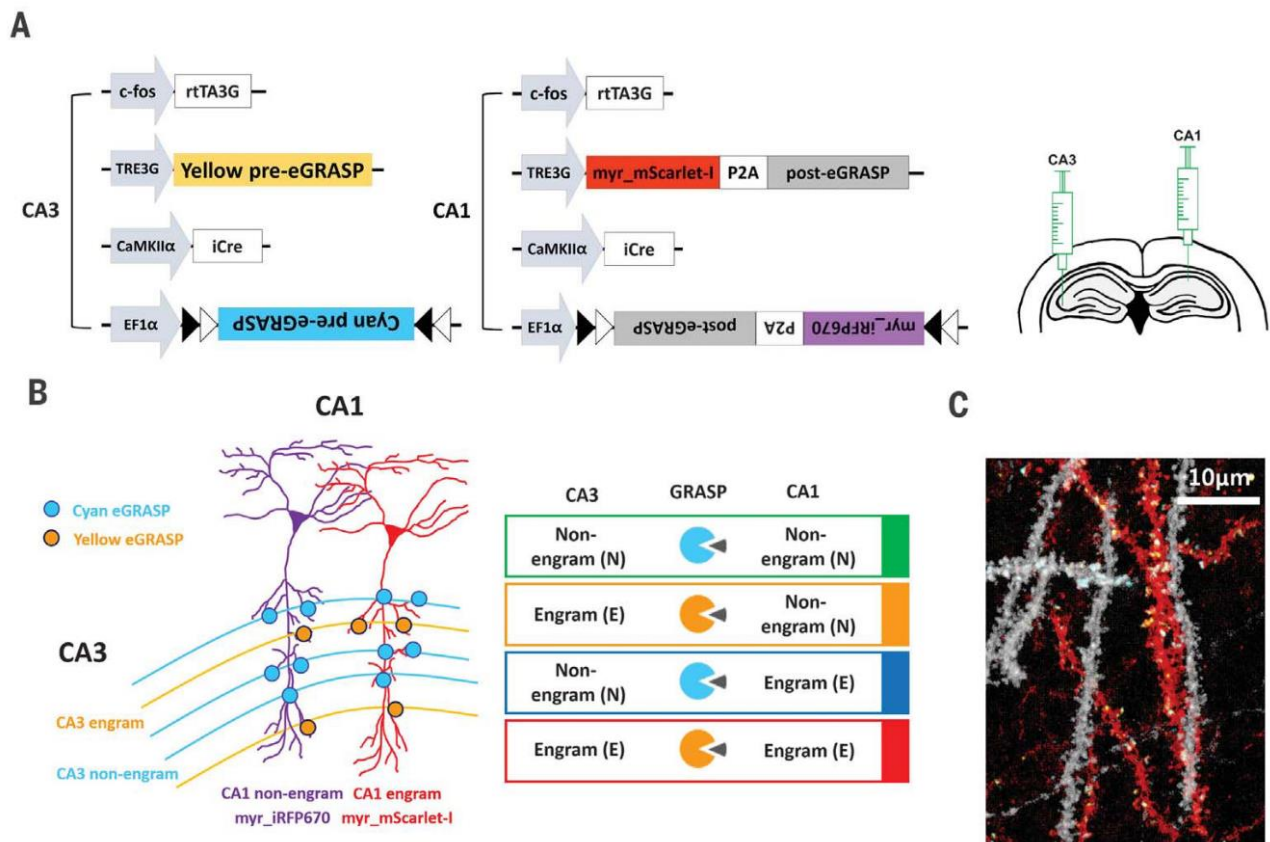 A
CA3
c-fos rtTA3G
TRE3G Yellow pre-eGRASP
CaMKIIα iCre
EF1α Cyan pre-eGRASP
CA1
c-fos rtTA3G
TRE3G myr_mScarlet-I P2A post-eGRASP
CaMKIIα iCre
EF1α post-eGRASP P2A myr_iRFP670
CA3
CA1
B
CA1
Cyan eGRASP
Yellow eGRASP
CA3
CA3 engram
CA3 non-engram
CA1 non-engram
myr_iRFP670
CA1 engram
myr_mScarlet-I
CA3 GRASP CA1
Non-
engram (N)
Non-
engram (N)
Engram (E)
Non-
engram (N)
Non-
engram (N)
Engram (E)
Engram (E)
Engram (E)
C
10μm